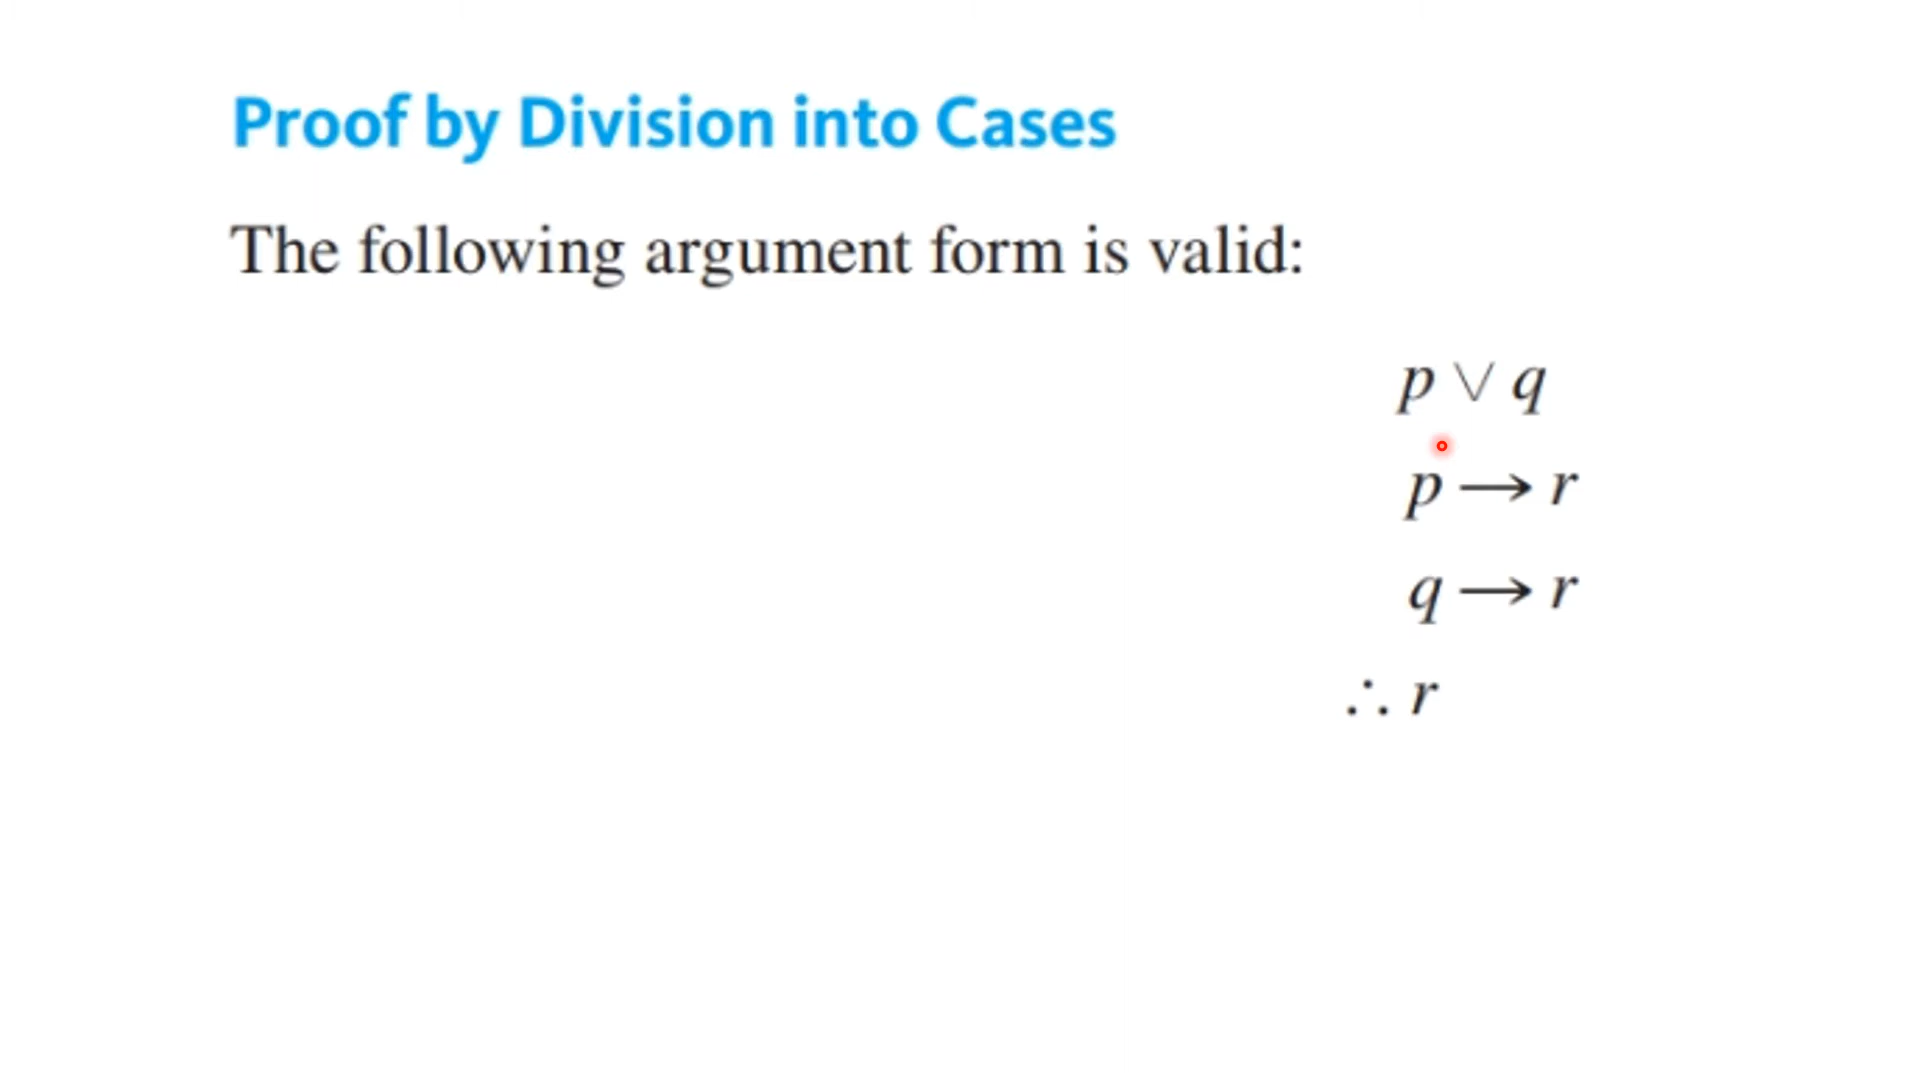 Proof by Division into Cases
The following argument form is valid:
p ∨ q
p → r
q → r
∴ r